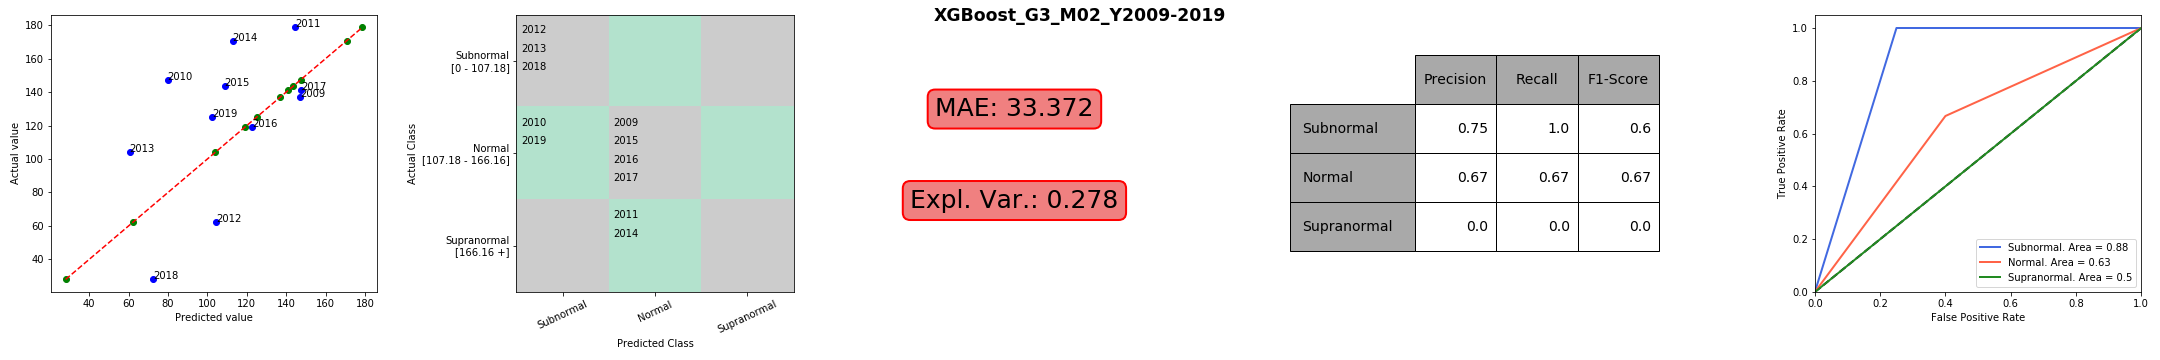 XGBoost_G3_M02_Y2009-2019
Actual value
180
160
140
120
100
80
60
40
2011
2014
2010
2015
2017
2009
2019
2016
2013
2012
2018
40 60 80 100 120 140 160 180
Predicted value
Actual Class
Subnormal
[0 - 107.18]
Normal
[107.18 - 166.16]
Supranormal
[166.16 +]
2012
2013
2018
2010
2019
2009
2015
2016
2017
2011
2014
Subnormal Normal Supranormal
Predicted Class
MAE: 33.372
Expl. Var.: 0.278
Precision Recall F1-Score
Subnormal 0.75 1.0 0.6
Normal 0.67 0.67 0.67
Supranormal 0.0 0.0 0.0
True Positive Rate
1.0
0.8
0.6
0.4
0.2
0.0
Subnormal. Area = 0.88
Normal. Area = 0.63
Supranormal. Area = 0.5
0.0 0.2 0.4 0.6 0.8 1.0
False Positive Rate